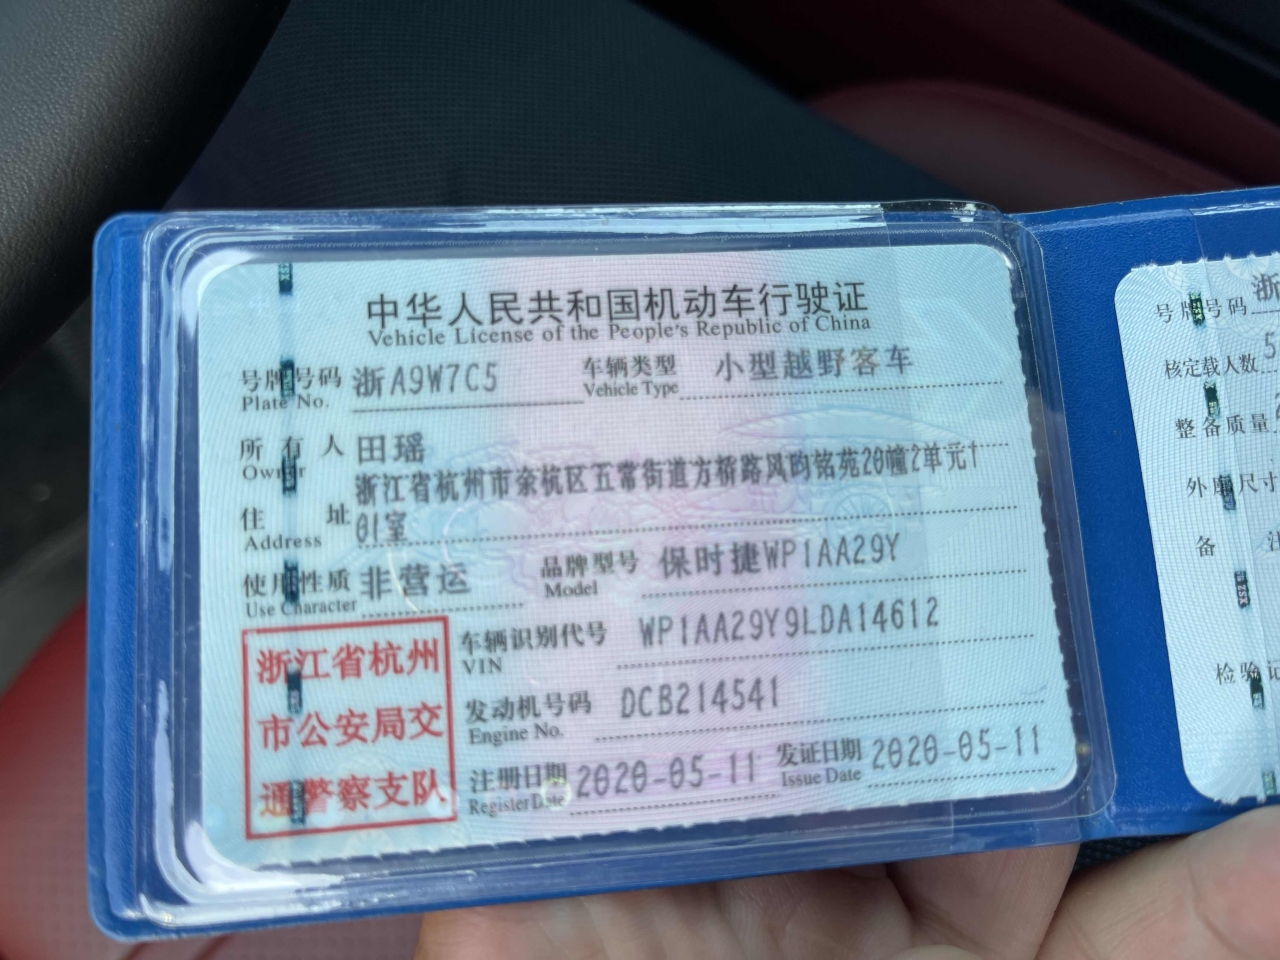 中华人民共和国机动车行驶证
Vehicle License of the People's Republic of China
号牌号码 浙A9W7C5 车辆类型 小型越野客车
Plate No. Vehicle Type
所有人 田瑶
Owner
浙江省杭州市余杭区五常街道方桥路风昀铭苑20幢2单元
住址 01室
Address
使用性质 非营运 品牌型号 保时捷WP1AA29Y
Use Character Model
车辆识别代号 WP1AA29Y9LDA14612
VIN
发动机号码 DCB214541
Engine No.
注册日期 2020-05-11 发证日期 2020-05-11
Register Date Issue Date
浙江省杭州
市公安局交
通警察支队
号牌号码 浙
核定载人数 5
整备质量
外廓尺寸
备
检验记